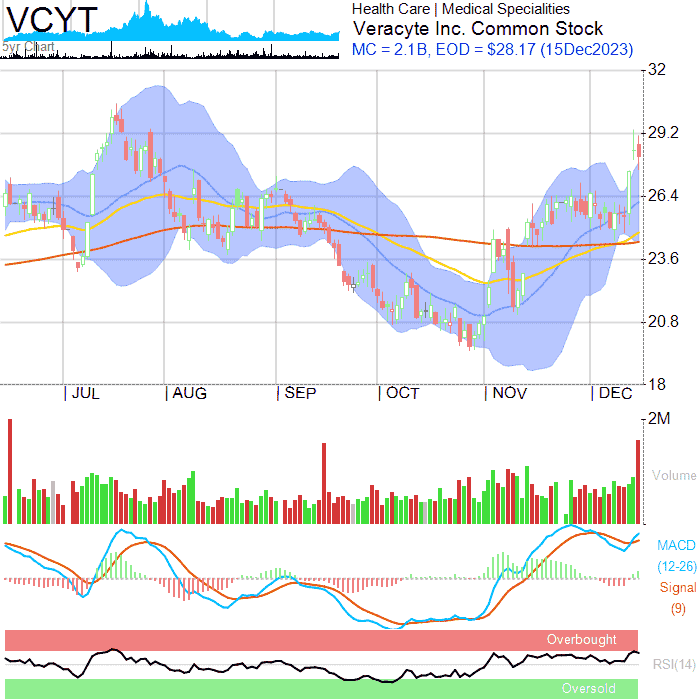 VCYT
5yr Chart
Health Care | Medical Specialities
Veracyte Inc. Common Stock
MC = 2.1B, EOD = $28.17 (15Dec2023)
32
29.2
26.4
23.6
20.8
18
| JUL | AUG | SEP | OCT | NOV | DEC
2M
Volume
MACD
(12-26)
Signal
(9)
Overbought
RSI(14)
Oversold